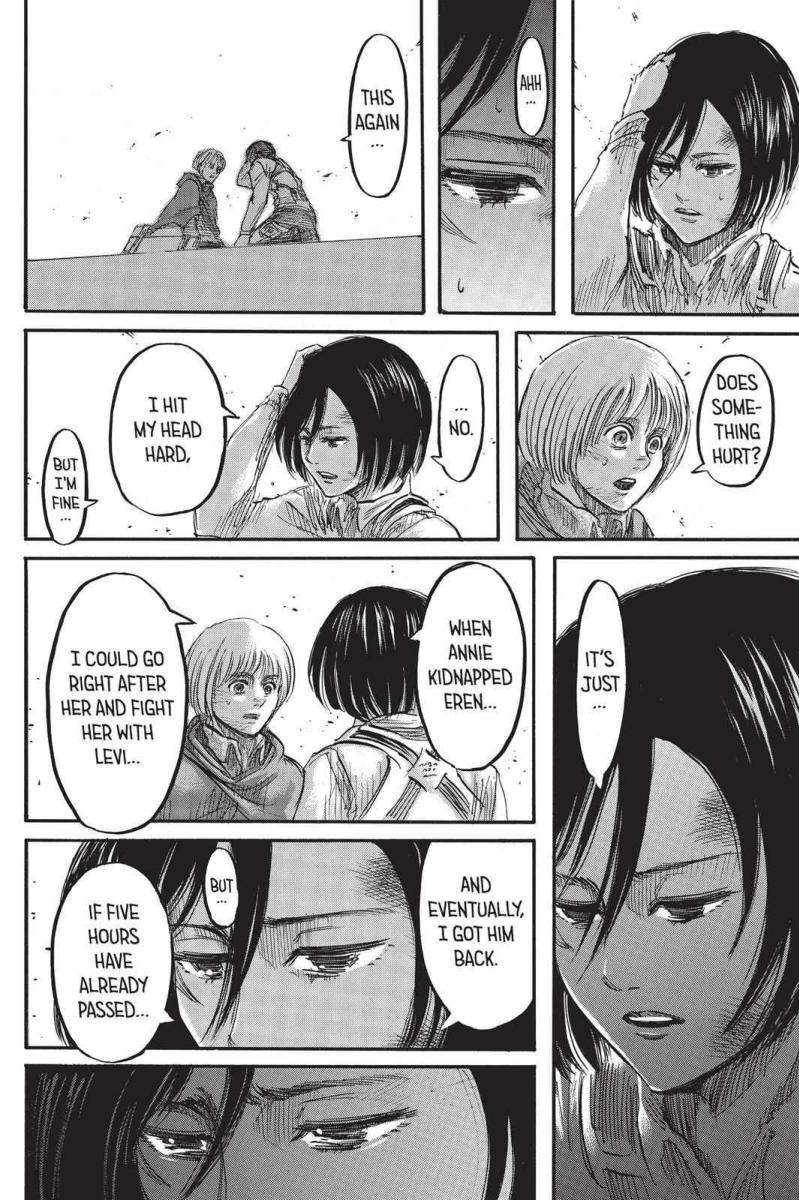 AHH
...
THIS
AGAIN
...
DOES
SOME-
THING
HURT?
...
NO.
I HIT
MY HEAD
HARD,
BUT
I'M
FINE
...
IT'S
JUST
...
WHEN
ANNIE
KIDNAPPED
EREN...
I COULD GO
RIGHT AFTER
HER AND FIGHT
HER WITH
LEVI...
AND
EVENTUALLY,
I GOT HIM
BACK.
BUT
...
IF FIVE
HOURS
HAVE
ALREADY
PASSED...